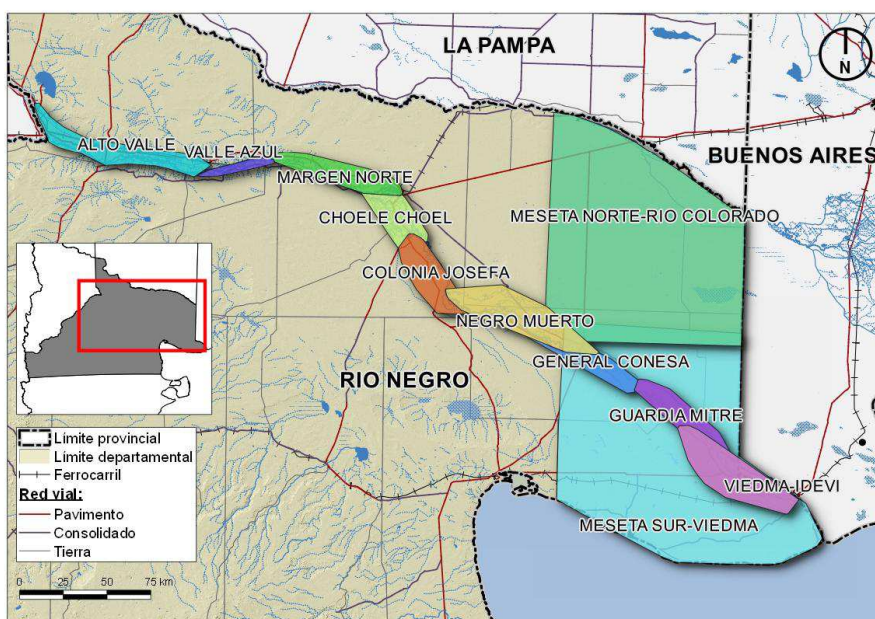 LA PAMPA
N
ALTO VALLE
VALLE AZUL
BUENOS AIRES
MARGEN NORTE
CHOELE CHOEL
MESETA NORTE-RIO COLORADO
COLONIA JOSEFA
NEGRO MUERTO
GENERAL CONESA
RIO NEGRO
GUARDIA MITRE
VIEDMA-IDEVI
MESETA SUR-VIEDMA
Límite provincial
Límite departamental
Ferrocarril
Red vial:
Pavimento
Consolidado
Tierra
0 25 50 75 km